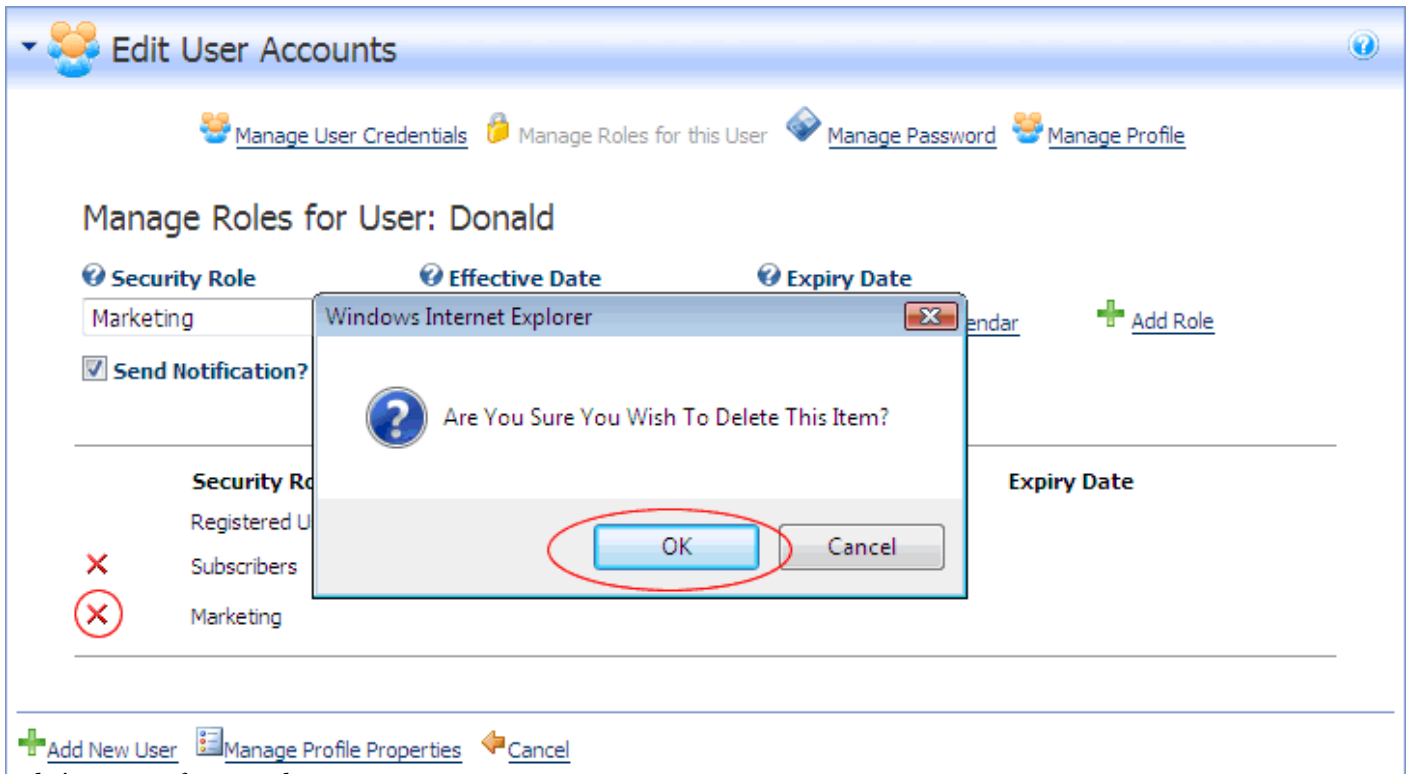 Edit User Accounts
Manage User Credentials Manage Roles for this User Manage Password Manage Profile
Manage Roles for User: Donald
Security Role Effective Date Expiry Date
Marketing
Windows Internet Explorer
Add Role
Send Notification?
Are You Sure You Wish To Delete This Item?
Security
Expiry Date
Registered
OK Cancel
Subscribers
Marketing
Add New User Manage Profile Properties Cancel